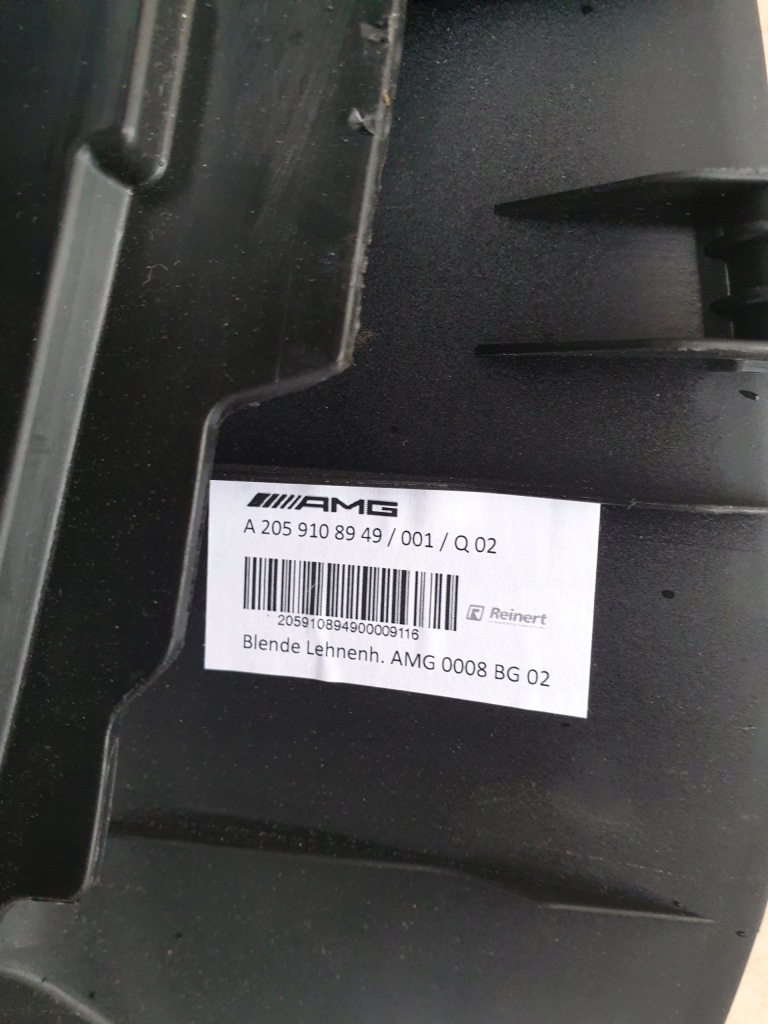 AMG
A 205 910 89 49 / 001 / Q 02
205910894900009116
Reinert
Blende Lehnenh. AMG 0008 BG 02